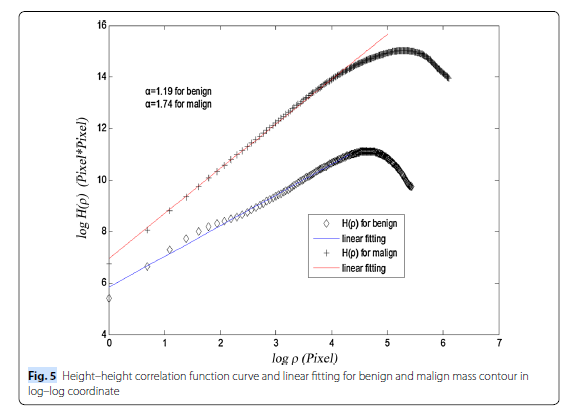 16
14
12
10
8
6
4
log H(ρ) (Pixel*Pixel)
α=1.19 for benign
α=1.74 for malign
H(ρ) for benign
linear fitting
H(ρ) for malign
linear fitting
0 1 2 3 4 5 6 7
log ρ (Pixel)
Fig. 5 Height–height correlation function curve and linear fitting for benign and malign mass contour in
log–log coordinate